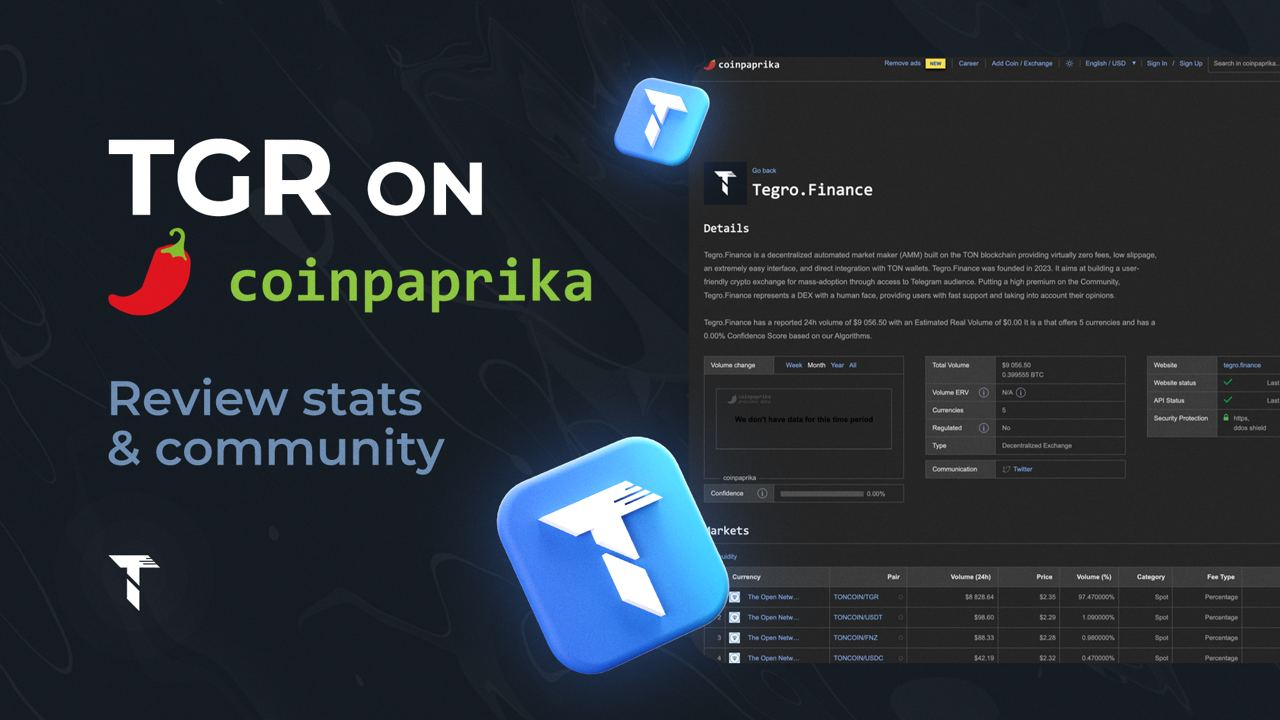 TGR ON
coinpaprika
Review stats
& community
coinpaprika
Remove ads NEW Career Add Coin / Exchange English / USD ▼ Sign In / Sign Up Search in coinpaprika...
Go back
Tegro.Finance
Details
Tegro.Finance is a decentralized automated market maker (AMM) built on the TON blockchain providing virtually zero fees, low slippage,
an extremely easy interface, and direct integration with TON wallets. Tegro.Finance was founded in 2023. It aims at building a user-
friendly crypto exchange for mass-adoption through access to Telegram audience. Putting a high premium on the Community,
Tegro.Finance represents a DEX with a human face, providing users with fast support and taking into account their opinions.
Tegro.Finance has a reported 24h volume of $9 056.50 with an Estimated Real Volume of $0.00 It is a that offers 5 currencies and has a
0.00% Confidence Score based on our Algorithms.
Volume change Week Month Year All
coinpaprika
We don't have data for this time period
coinpaprika
Confidence 0.00%
Total Volume $9 056.50
0.399555 BTC
Volume ERV N/A
Currencies 5
Regulated No
Type Decentralized Exchange
Communication Twitter
Website tegro.finance
Website status Last
API Status Last
Security Protection https,
ddos shield
arkets
uidity
Currency Pair Volume (24h) Price Volume (%) Category Fee Type
The Open Netw... TONCOIN/TGR $8 828.64 $2.35 97.470000% Spot Percentage
2 The Open Netw... TONCOIN/USDT $98.60 $2.29 1.090000% Spot Percentage
3 The Open Netw... TONCOIN/FNZ $88.33 $2.28 0.980000% Spot Percentage
4 The Open Netw... TONCOIN/USDC $42.19 $2.32 0.470000% Spot Percentage